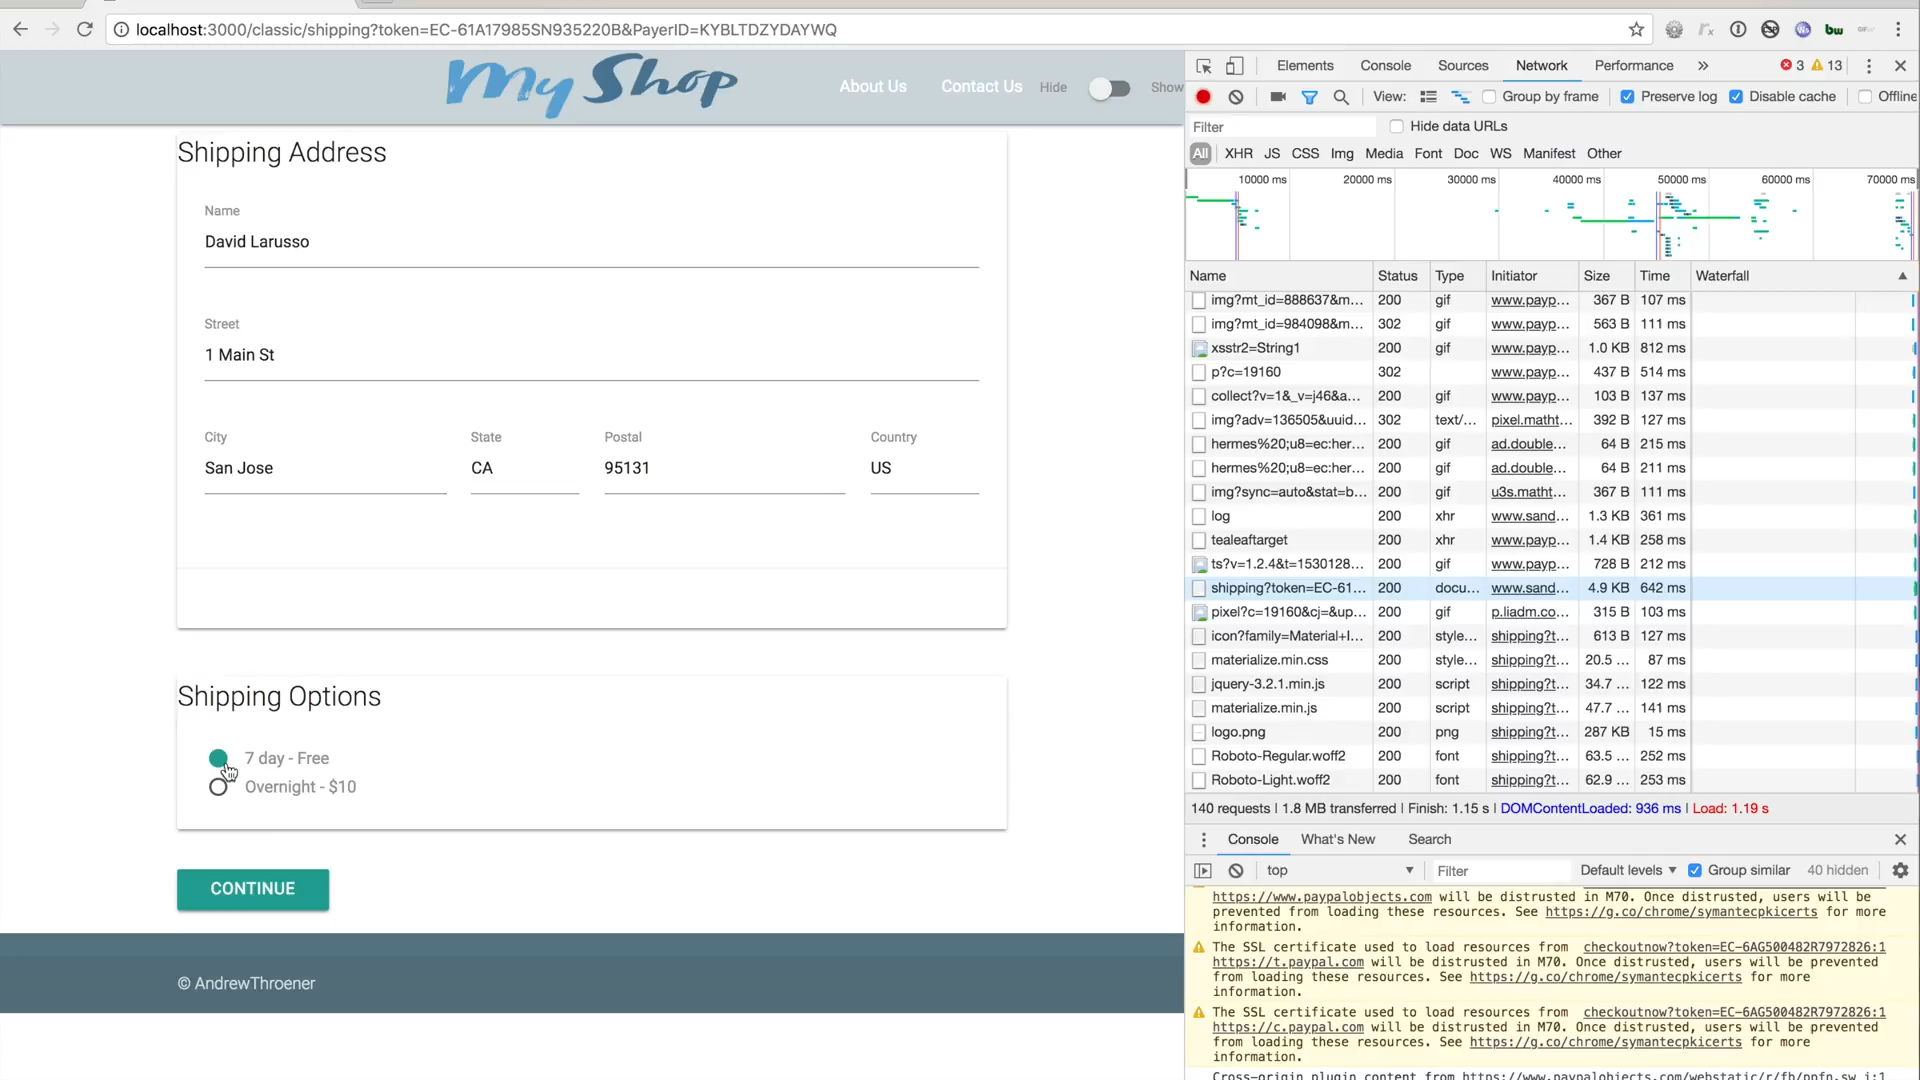 localhost:3000/classic/shipping?token=EC-61A17985SN935220B&PayerID=KYBLTDZYDAYWQ
bw
My Shop
About Us
Contact Us
Hide
Show
Shipping Address
Name
David Larusso
Street
1 Main St
City
State
Postal
Country
San Jose
CA
95131
US
Shipping Options
7 day - Free
Overnight - $10
CONTINUE
© AndrewThroener
Elements Console Sources Network Performance » 3 13
View: Group by frame Preserve log Disable cache Offline
Filter Hide data URLs
All XHR JS CSS Img Media Font Doc WS Manifest Other
10000 ms 20000 ms 30000 ms 40000 ms 50000 ms 60000 ms 70000 ms
Name Status Type Initiator Size Time Waterfall
img?mt_id=888637&m... 200 gif www.payp... 367 B 107 ms
img?mt_id=984098&m... 302 gif www.payp... 563 B 111 ms
xsstr2=String1 200 gif www.payp... 1.0 KB 812 ms
p?c=19160 302 www.payp... 437 B 514 ms
collect?v=1&_v=j46&a... 200 gif www.payp... 103 B 137 ms
img?adv=136505&uuid... 302 text/... pixel.matht... 392 B 127 ms
hermes%20;u8=ec:her... 200 gif ad.double... 64 B 215 ms
hermes%20;u8=ec:her... 200 gif ad.double... 64 B 211 ms
img?sync=auto&stat=b... 200 gif u3s.matht... 367 B 111 ms
log 200 xhr www.sand... 1.3 KB 361 ms
tealeaftarget 200 xhr www.payp... 1.4 KB 258 ms
ts?v=1.2.4&t=1530128... 200 gif www.payp... 728 B 212 ms
shipping?token=EC-61... 200 docu... www.sand... 4.9 KB 642 ms
pixel?c=19160&cj=&up... 200 gif p.liadm.co... 315 B 103 ms
icon?family=Material+I... 200 style... shipping?t... 613 B 127 ms
materialize.min.css 200 style... shipping?t... 20.5 ... 87 ms
jquery-3.2.1.min.js 200 script shipping?t... 34.7 ... 122 ms
materialize.min.js 200 script shipping?t... 47.7 ... 141 ms
logo.png 200 png shipping?t... 287 KB 15 ms
Roboto-Regular.woff2 200 font shipping?t... 63.5 ... 252 ms
Roboto-Light.woff2 200 font shipping?t... 62.9 ... 253 ms
140 requests | 1.8 MB transferred | Finish: 1.15 s | DOMContentLoaded: 936 ms | Load: 1.19 s
Console What's New Search
top Filter Default levels Group similar 40 hidden
https://www.paypalobjects.com will be distrusted in M70. Once distrusted, users will be
prevented from loading these resources. See https://g.co/chrome/symantecpkicerts for more
information.
The SSL certificate used to load resources from checkoutnow?token=EC-6AG500482R7972826:1
https://t.paypal.com will be distrusted in M70. Once distrusted, users will be prevented
from loading these resources. See https://g.co/chrome/symantecpkicerts for more
information.
The SSL certificate used to load resources from checkoutnow?token=EC-6AG500482R7972826:1
https://c.paypal.com will be distrusted in M70. Once distrusted, users will be prevented
from loading these resources. See https://g.co/chrome/symantecpkicerts for more
information.
Cross-origin plugin content from